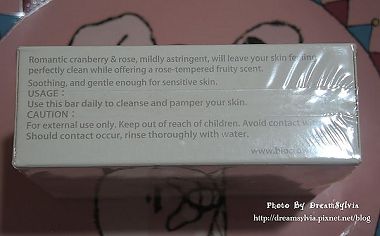 Romantic cranberry & rose, mildly astringent, will leave your skin feeling
perfectly clean while offering a rose-tempered fruity scent.
Soothing, and gentle enough for sensitive skin.
USAGE：
Use this bar daily to cleanse and pamper your skin.
CAUTION：
For external use only. Keep out of reach of children. Avoid contact with
Should contact occur, rinse thoroughly with water.
Photo By DreamSylvia
http://dreamsylvia.pixnet.net/blog